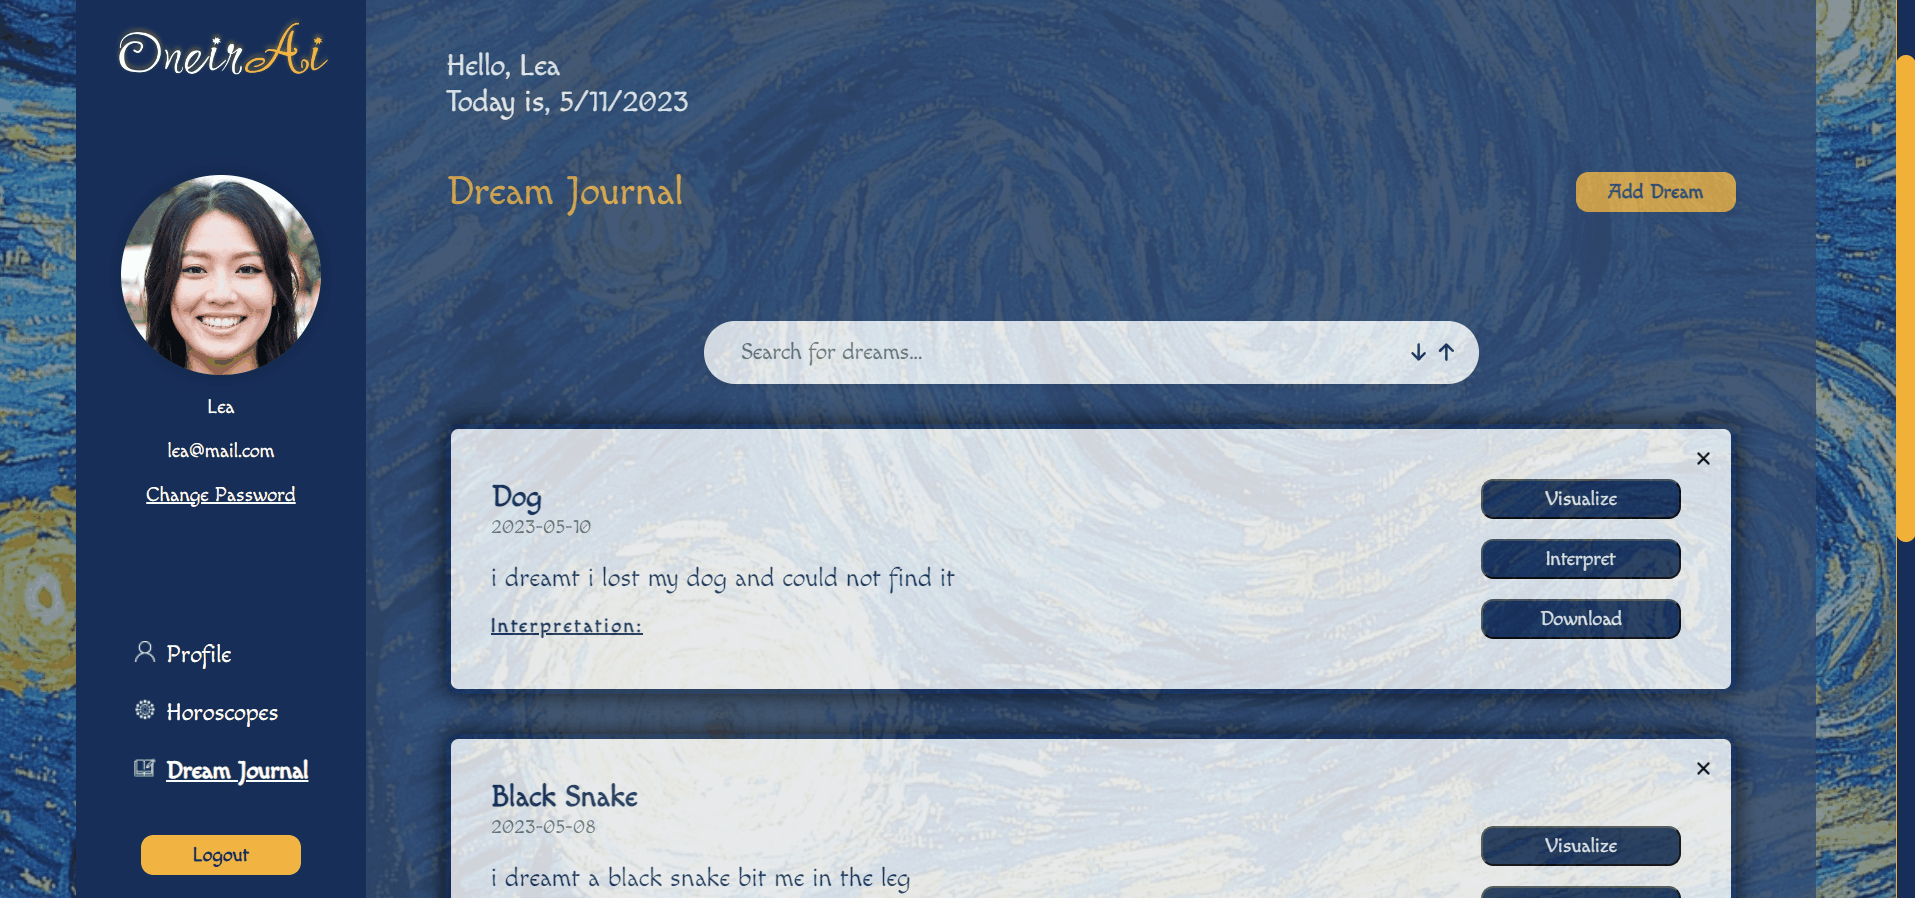 OneirAi
Lea
lea@mail.com
Change Password
Profile
Horoscopes
Dream Journal
Logout
Hello, Lea
Today is, 5/11/2023
Dream Journal
Add Dream
Search for dreams...
Dog
2023-05-10
i dreamt i lost my dog and could not find it
Interpretation:
Visualize
Interpret
Download
Black Snake
2023-05-08
i dreamt a black snake bit me in the leg
Visualize